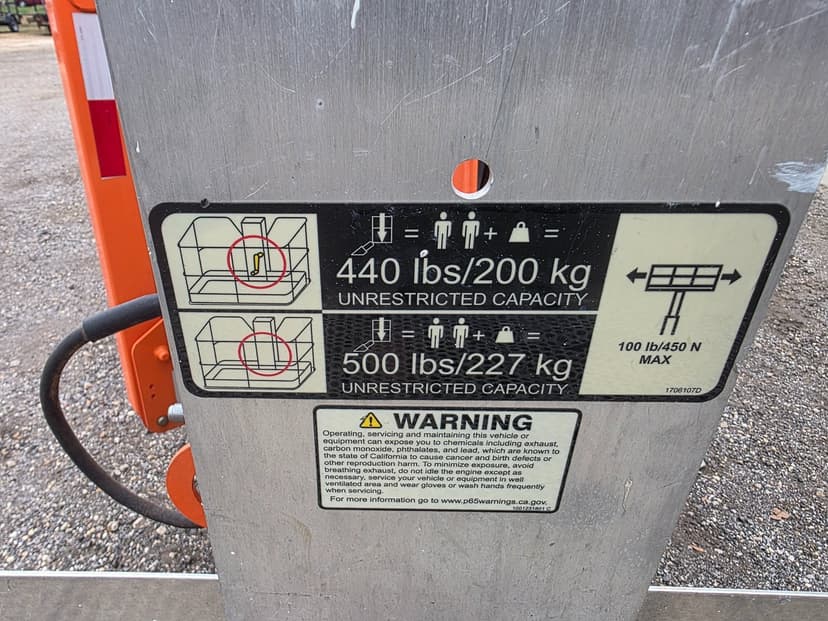 = + =
440 lbs/200 kg
UNRESTRICTED CAPACITY
= + =
500 lbs/227 kg
UNRESTRICTED CAPACITY
100 lb/450 N
MAX
1706107D
WARNING
Operating, servicing and maintaining this vehicle or
equipment can expose you to chemicals including exhaust,
carbon monoxide, phthalates, and lead, which are known to
the state of California to cause cancer and birth defects or
other reproduction harm. To minimize exposure, avoid
breathing exhaust, do not idle the engine except as
necessary, service your vehicle or equipment in well
ventilated area and wear gloves or wash hands frequently
when servicing.
For more information go to www.p65warnings.ca.gov.